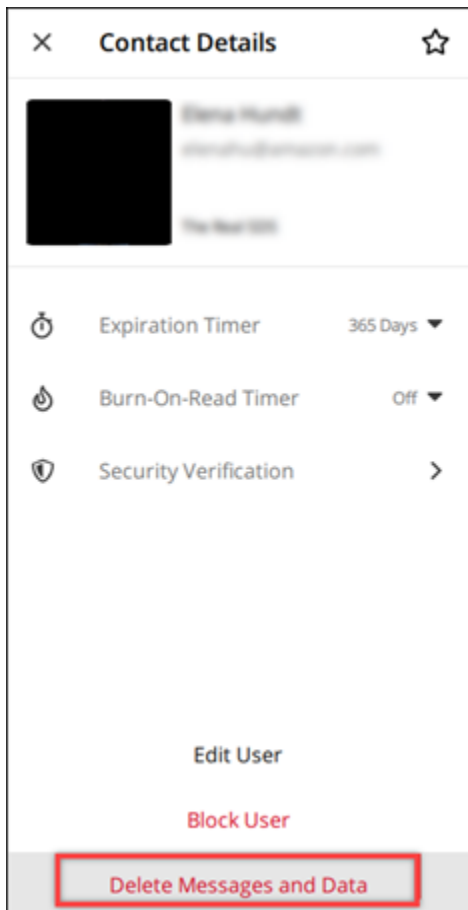 Contact Details
Expiration Timer 365 Days
Burn-On-Read Timer Off
Security Verification
Edit User
Block User
Delete Messages and Data